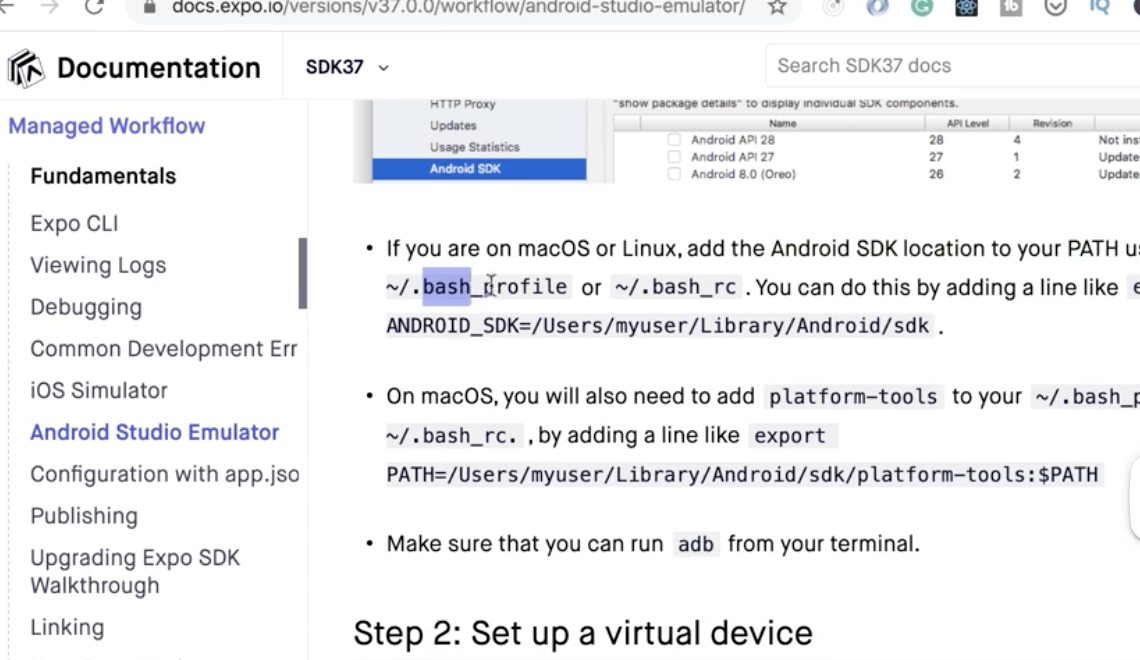 docs.expo.io/versions/v37.0.0/workflow/android-studio-emulator/
Documentation
SDK37
Search SDK37 docs
Managed Workflow
Fundamentals
Expo CLI
Viewing Logs
Debugging
Common Development Err
iOS Simulator
Android Studio Emulator
Configuration with app.jso
Publishing
Upgrading Expo SDK
Walkthrough
Linking
HTTP Proxy
Updates
Usage Statistics
Android SDK
"show package details" to display individual SDK components.
Name API Level Revision
Android API 28 28 4 Not ins
Android API 27 27 1 Update
Android 8.0 (Oreo) 26 2 Update
• If you are on macOS or Linux, add the Android SDK location to your PATH us
~/.bash_profile or ~/.bash_rc . You can do this by adding a line like e
ANDROID_SDK=/Users/myuser/Library/Android/sdk .
• On macOS, you will also need to add platform-tools to your ~/.bash_p
~/.bash_rc. , by adding a line like export
PATH=/Users/myuser/Library/Android/sdk/platform-tools:$PATH
• Make sure that you can run adb from your terminal.
Step 2: Set up a virtual device